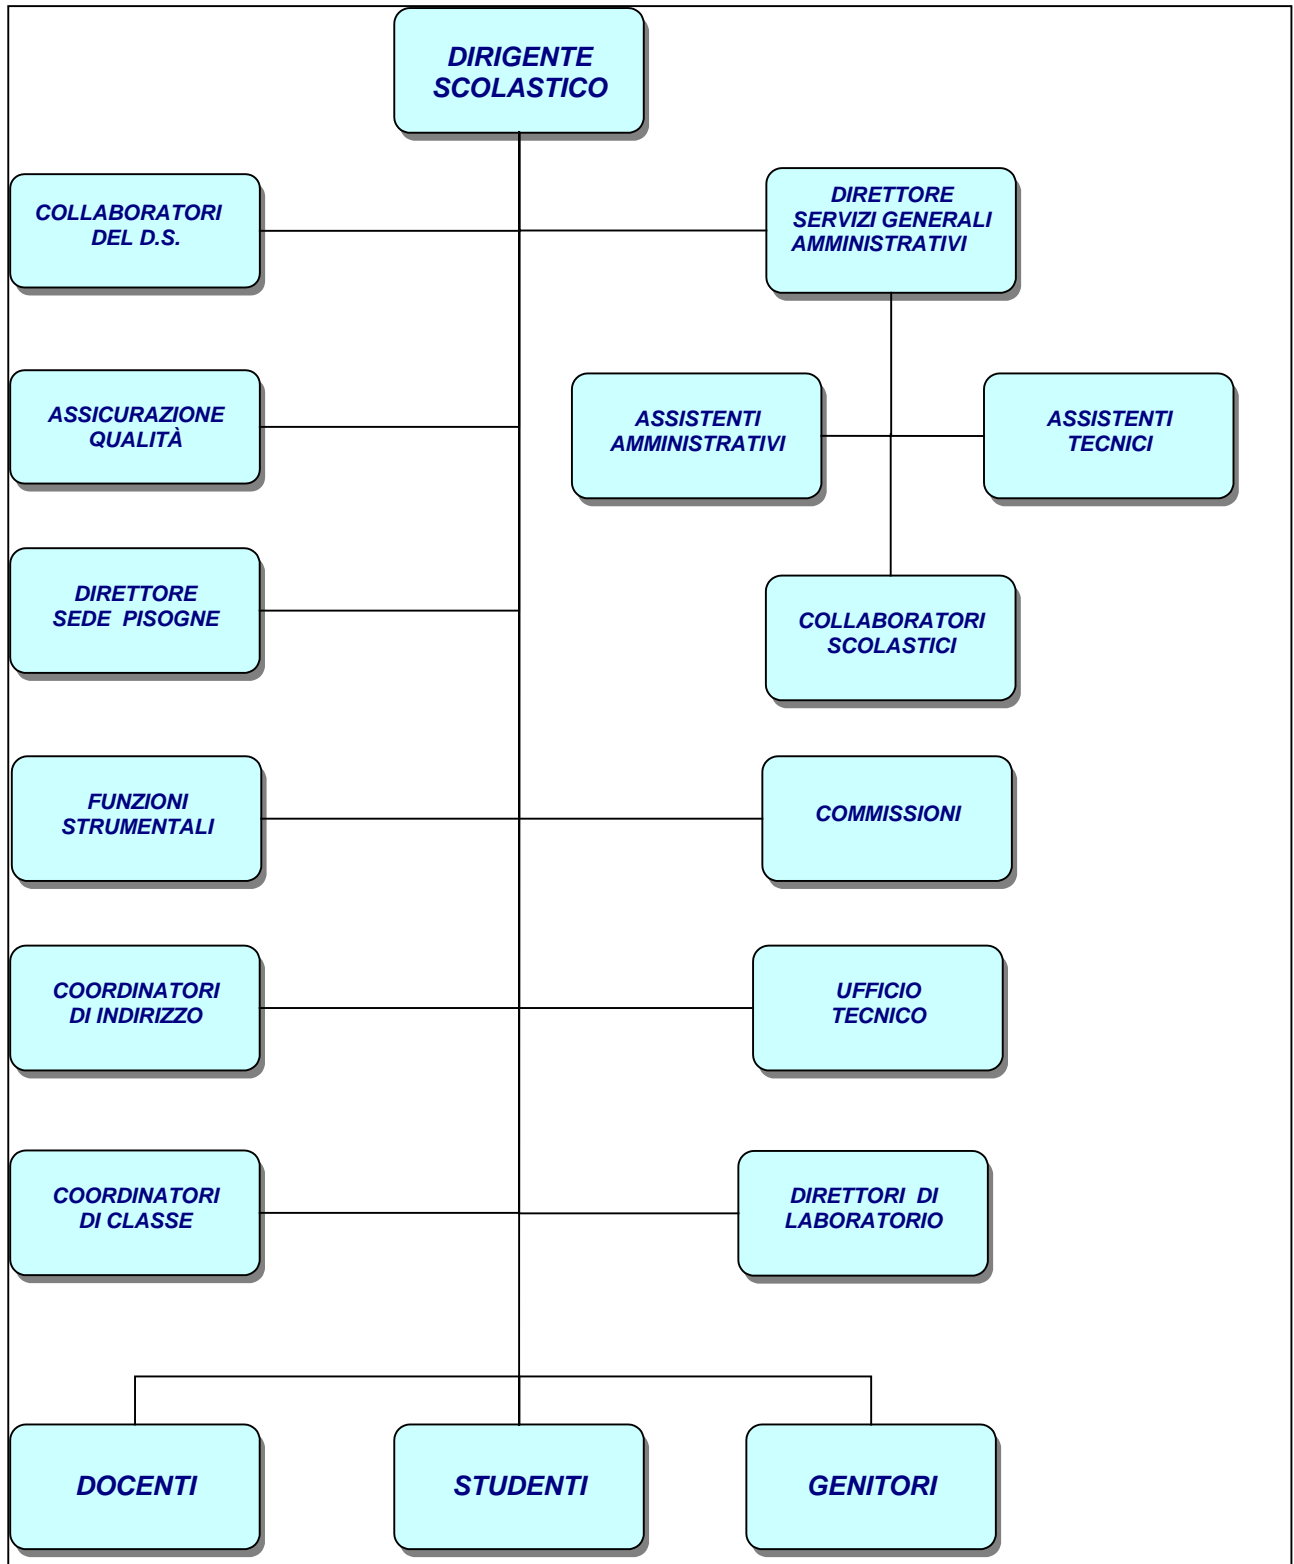 DIRIGENTE
SCOLASTICO
COLLABORATORI
DEL D.S.
DIRETTORE
SERVIZI GENERALI
AMMINISTRATIVI
ASSICURAZIONE
QUALITÀ
ASSISTENTI
AMMINISTRATIVI
ASSISTENTI
TECNICI
DIRETTORE
SEDE PISOGNE
COLLABORATORI
SCOLASTICI
FUNZIONI
STRUMENTALI
COMMISSIONI
COORDINATORI
DI INDIRIZZO
UFFICIO
TECNICO
COORDINATORI
DI CLASSE
DIRETTORI DI
LABORATORIO
DOCENTI
STUDENTI
GENITORI